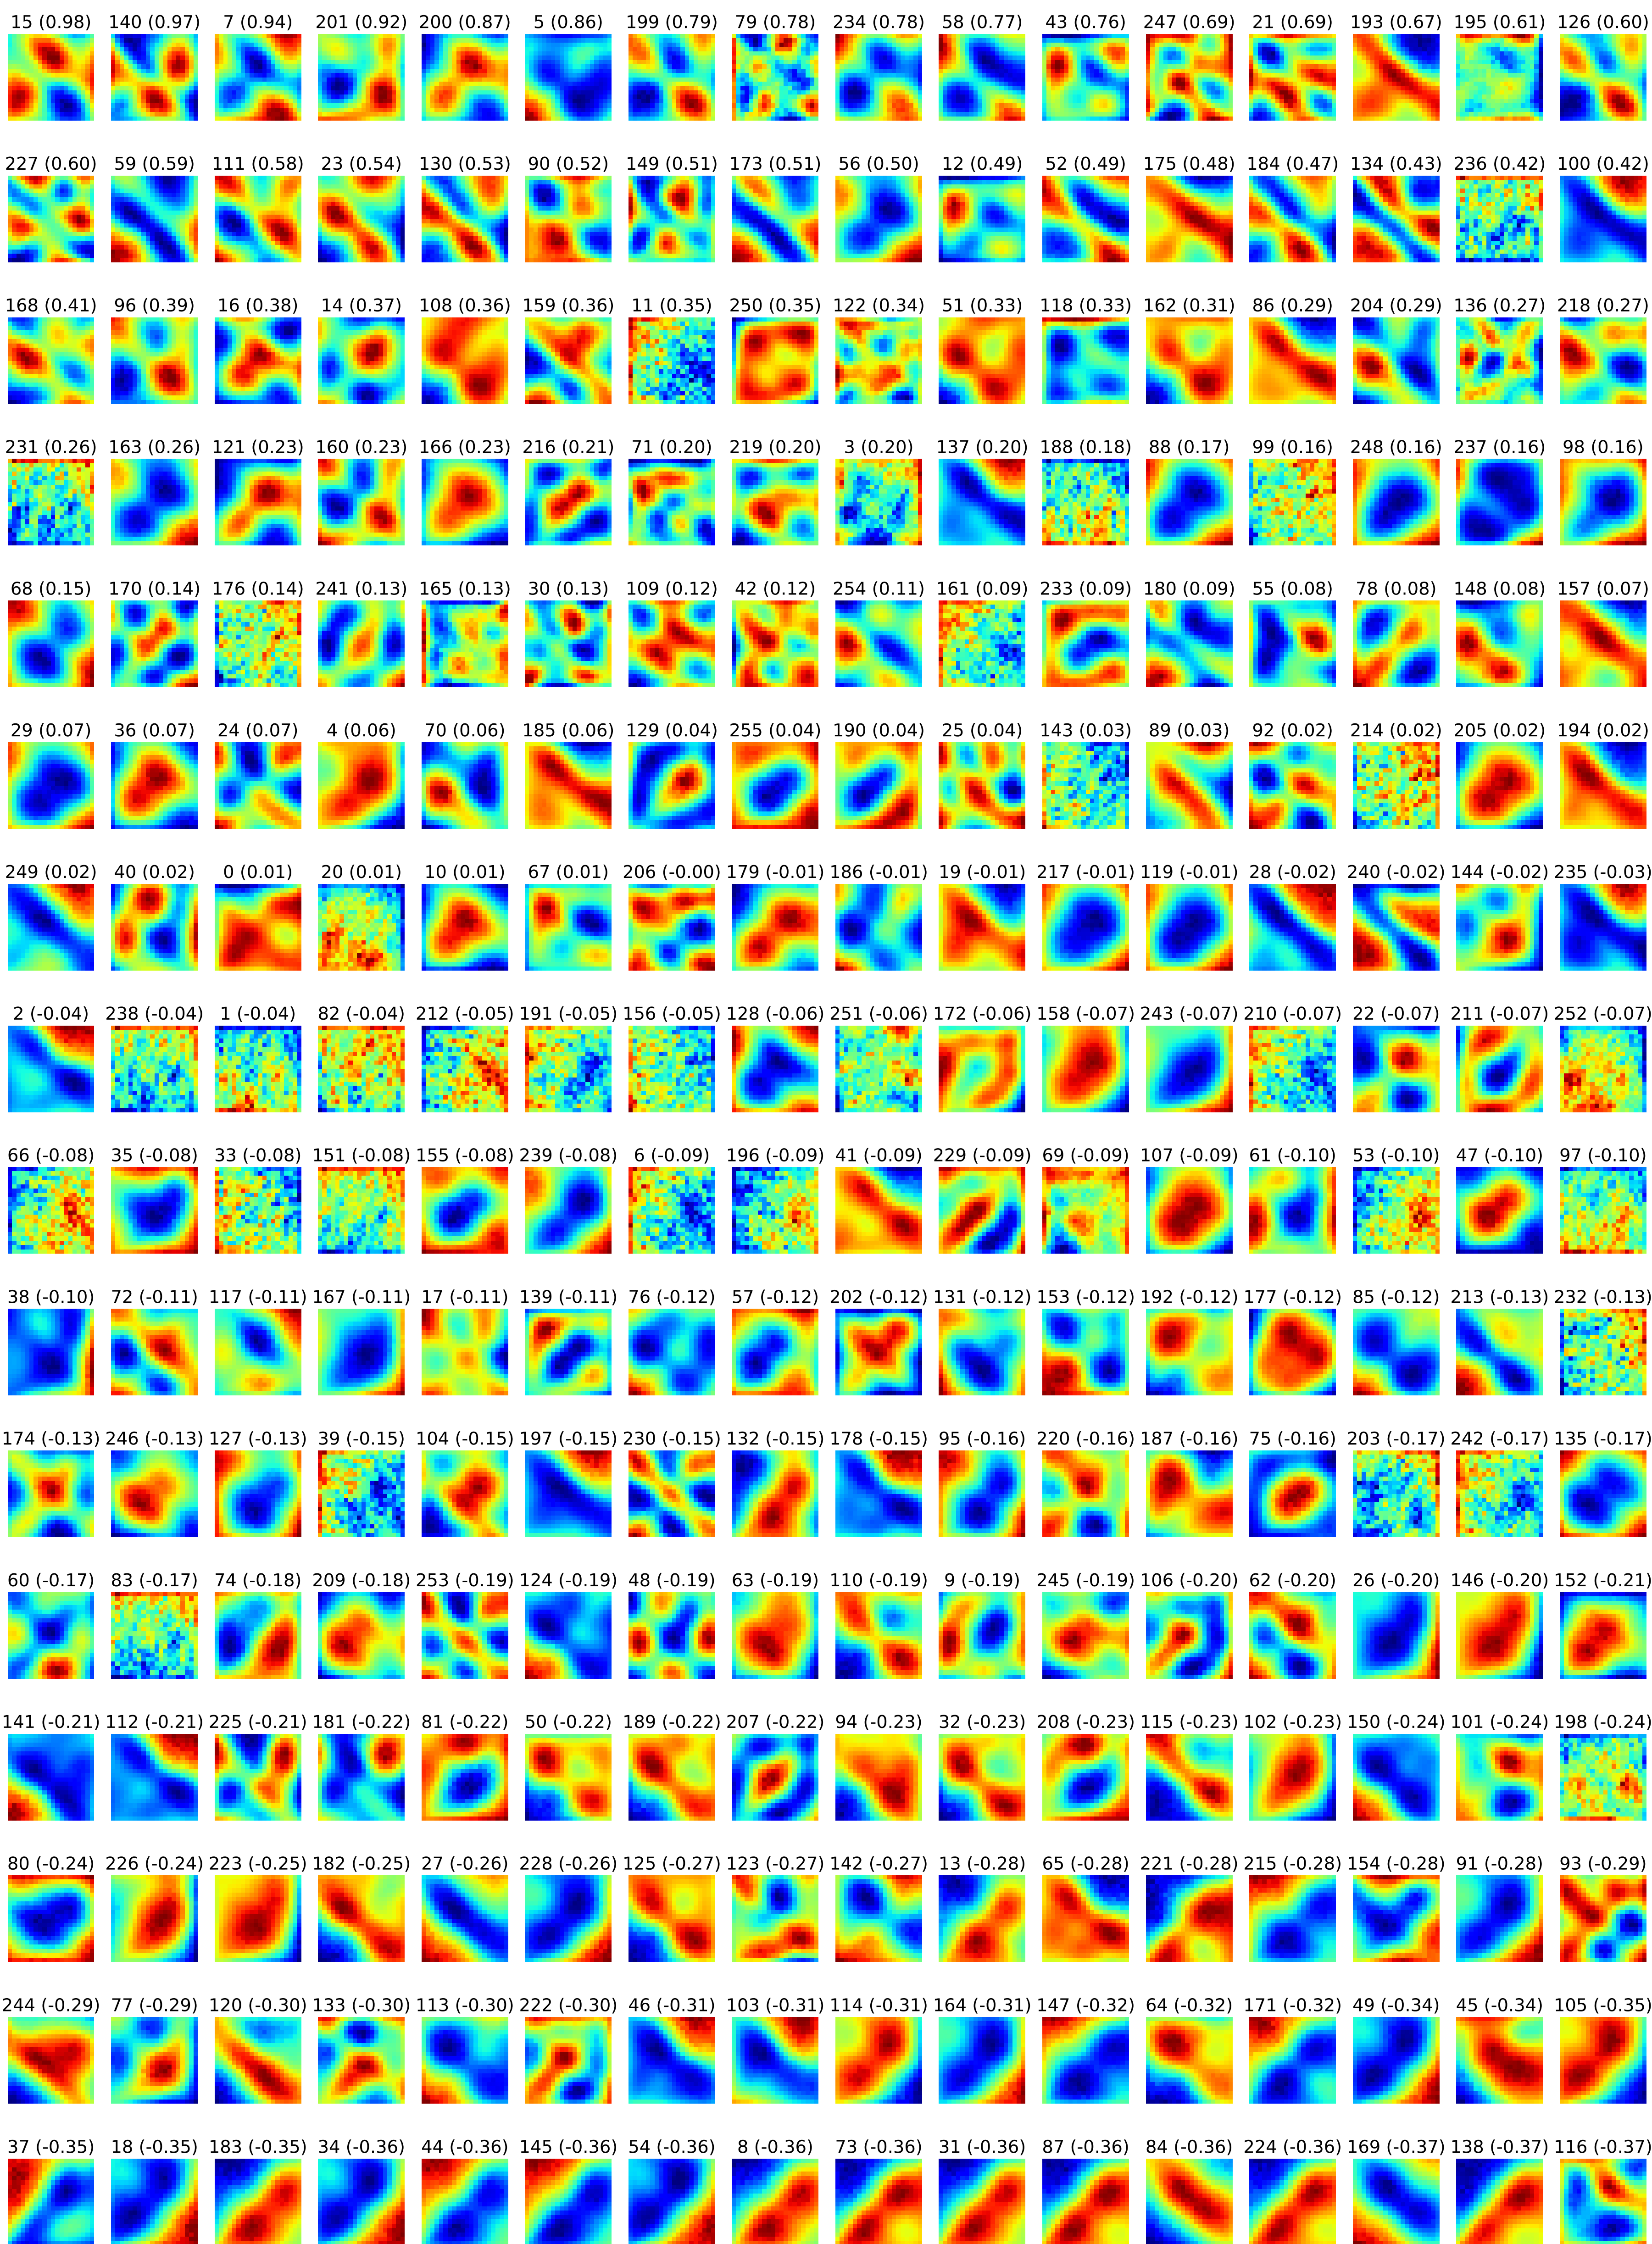 15 (0.98) 140 (0.97) 7 (0.94) 201 (0.92) 200 (0.87) 5 (0.86) 199 (0.79) 79 (0.78) 234 (0.78) 58 (0.77) 43 (0.76) 247 (0.69) 21 (0.69) 193 (0.67) 195 (0.61) 126 (0.60)
227 (0.60) 59 (0.59) 111 (0.58) 23 (0.54) 130 (0.53) 90 (0.52) 149 (0.51) 173 (0.51) 56 (0.50) 12 (0.49) 52 (0.49) 175 (0.48) 184 (0.47) 134 (0.43) 236 (0.42) 100 (0.42)
168 (0.41) 96 (0.39) 16 (0.38) 14 (0.37) 108 (0.36) 159 (0.36) 11 (0.35) 250 (0.35) 122 (0.34) 51 (0.33) 118 (0.33) 162 (0.31) 86 (0.29) 204 (0.29) 136 (0.27) 218 (0.27)
231 (0.26) 163 (0.26) 121 (0.23) 160 (0.23) 166 (0.23) 216 (0.21) 71 (0.20) 219 (0.20) 3 (0.20) 137 (0.20) 188 (0.18) 88 (0.17) 99 (0.16) 248 (0.16) 237 (0.16) 98 (0.16)
68 (0.15) 170 (0.14) 176 (0.14) 241 (0.13) 165 (0.13) 30 (0.13) 109 (0.12) 42 (0.12) 254 (0.11) 161 (0.09) 233 (0.09) 180 (0.09) 55 (0.08) 78 (0.08) 148 (0.08) 157 (0.07)
29 (0.07) 36 (0.07) 24 (0.07) 4 (0.06) 70 (0.06) 185 (0.06) 129 (0.04) 255 (0.04) 190 (0.04) 25 (0.04) 143 (0.03) 89 (0.03) 92 (0.02) 214 (0.02) 205 (0.02) 194 (0.02)
249 (0.02) 40 (0.02) 0 (0.01) 20 (0.01) 10 (0.01) 67 (0.01) 206 (-0.00) 179 (-0.01) 186 (-0.01) 19 (-0.01) 217 (-0.01) 119 (-0.01) 28 (-0.02) 240 (-0.02) 144 (-0.02) 235 (-0.03)
2 (-0.04) 238 (-0.04) 1 (-0.04) 82 (-0.04) 212 (-0.05) 191 (-0.05) 156 (-0.05) 128 (-0.06) 251 (-0.06) 172 (-0.06) 158 (-0.07) 243 (-0.07) 210 (-0.07) 22 (-0.07) 211 (-0.07) 252 (-0.07)
66 (-0.08) 35 (-0.08) 33 (-0.08) 151 (-0.08) 155 (-0.08) 239 (-0.08) 6 (-0.09) 196 (-0.09) 41 (-0.09) 229 (-0.09) 69 (-0.09) 107 (-0.09) 61 (-0.10) 53 (-0.10) 47 (-0.10) 97 (-0.10)
38 (-0.10) 72 (-0.11) 117 (-0.11) 167 (-0.11) 17 (-0.11) 139 (-0.11) 76 (-0.12) 57 (-0.12) 202 (-0.12) 131 (-0.12) 153 (-0.12) 192 (-0.12) 177 (-0.12) 85 (-0.12) 213 (-0.13) 232 (-0.13)
174 (-0.13) 246 (-0.13) 127 (-0.13) 39 (-0.15) 104 (-0.15) 197 (-0.15) 230 (-0.15) 132 (-0.15) 178 (-0.15) 95 (-0.16) 220 (-0.16) 187 (-0.16) 75 (-0.16) 203 (-0.17) 242 (-0.17) 135 (-0.17)
60 (-0.17) 83 (-0.17) 74 (-0.18) 209 (-0.18) 253 (-0.19) 124 (-0.19) 48 (-0.19) 63 (-0.19) 110 (-0.19) 9 (-0.19) 245 (-0.19) 106 (-0.20) 62 (-0.20) 26 (-0.20) 146 (-0.20) 152 (-0.21)
141 (-0.21) 112 (-0.21) 225 (-0.21) 181 (-0.22) 81 (-0.22) 50 (-0.22) 189 (-0.22) 207 (-0.22) 94 (-0.23) 32 (-0.23) 208 (-0.23) 115 (-0.23) 102 (-0.23) 150 (-0.24) 101 (-0.24) 198 (-0.24)
80 (-0.24) 226 (-0.24) 223 (-0.25) 182 (-0.25) 27 (-0.26) 228 (-0.26) 125 (-0.27) 123 (-0.27) 142 (-0.27) 13 (-0.28) 65 (-0.28) 221 (-0.28) 215 (-0.28) 154 (-0.28) 91 (-0.28) 93 (-0.29)
244 (-0.29) 77 (-0.29) 120 (-0.30) 133 (-0.30) 113 (-0.30) 222 (-0.30) 46 (-0.31) 103 (-0.31) 114 (-0.31) 164 (-0.31) 147 (-0.32) 64 (-0.32) 171 (-0.32) 49 (-0.34) 45 (-0.34) 105 (-0.35)
37 (-0.35) 18 (-0.35) 183 (-0.35) 34 (-0.36) 44 (-0.36) 145 (-0.36) 54 (-0.36) 8 (-0.36) 73 (-0.36) 31 (-0.36) 87 (-0.36) 84 (-0.36) 224 (-0.36) 169 (-0.37) 138 (-0.37) 116 (-0.37)